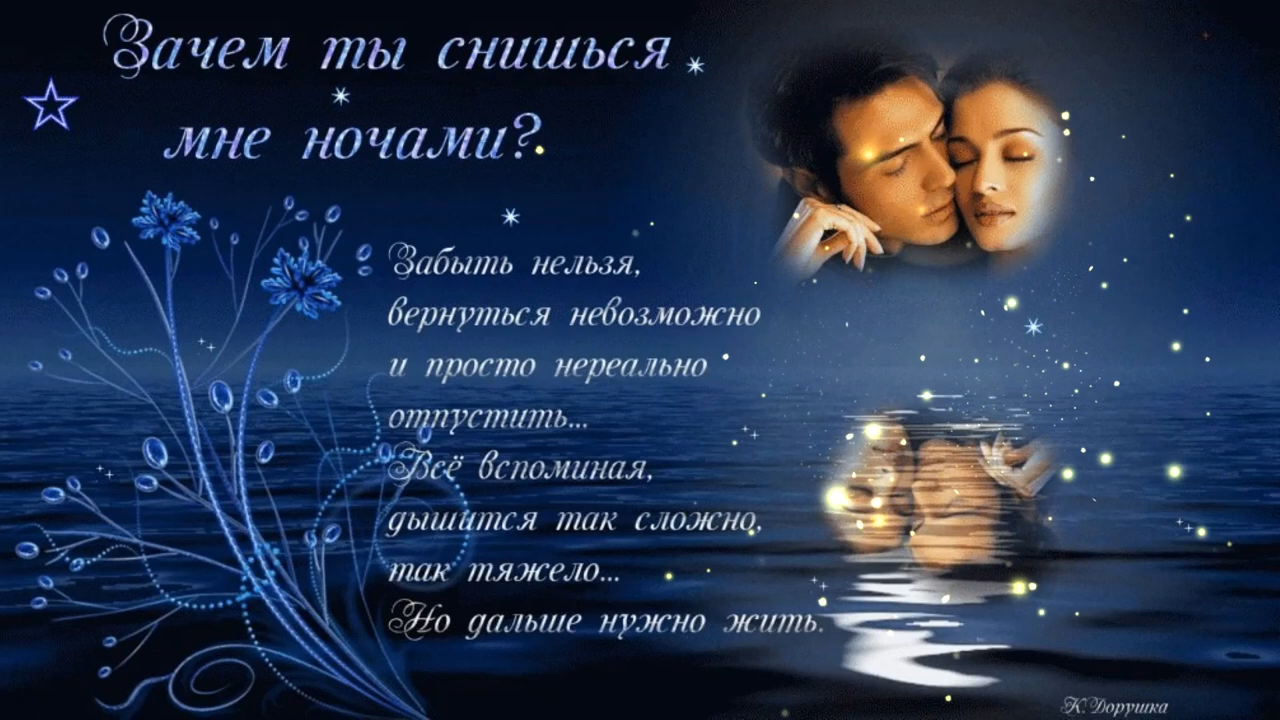 Зачем ты снишься
мне ночами?
Забыть нельзя,
вернуться невозможно
и просто нереально
отпустить...
Всё вспоминая,
дышится так сложно,
так тяжело...
Но дальше нужно жить.
К.Дорушка